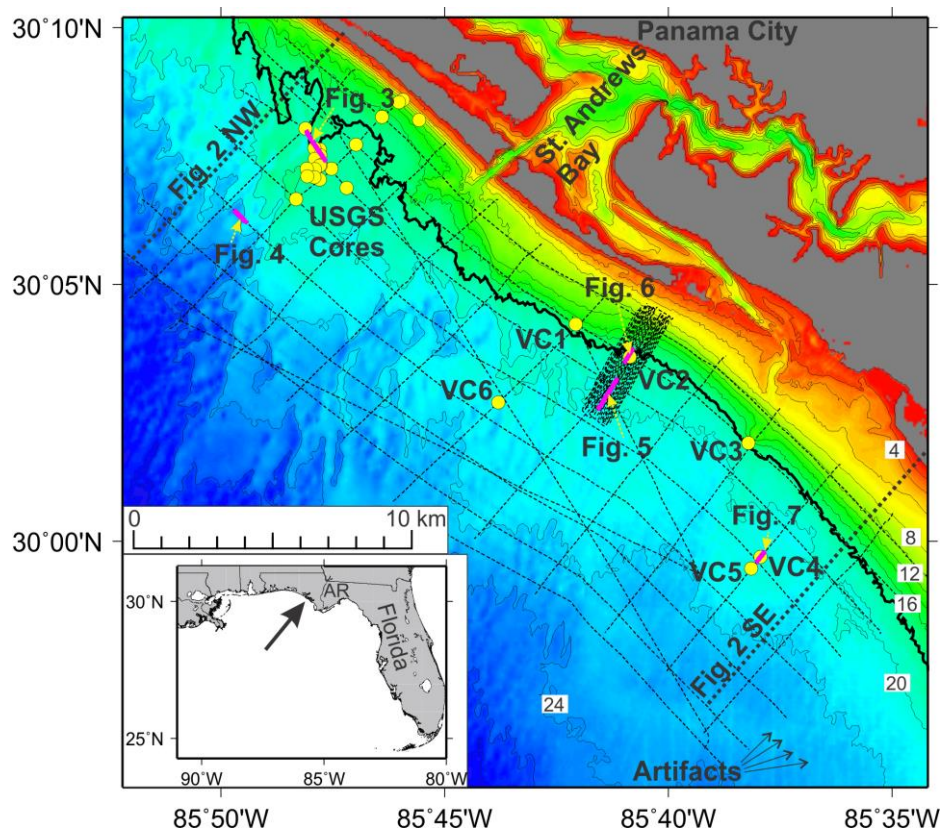 30°10'N
Panama City
Fig. 3
St. Andrews
Bay
Fig. 2 NW
USGS
Cores
Fig. 4
30°05'N
Fig. 6
VC1
VC2
VC6
VC3
Fig. 5
4
0
10 km
Fig. 7
8
30°00'N
VC5
VC4
12
16
30°N
AR
Florida
Fig. 2 SE
20
24
25°N
Artifacts
90°W
85°W
80°W
85°50'W
85°45'W
85°40'W
85°35'W